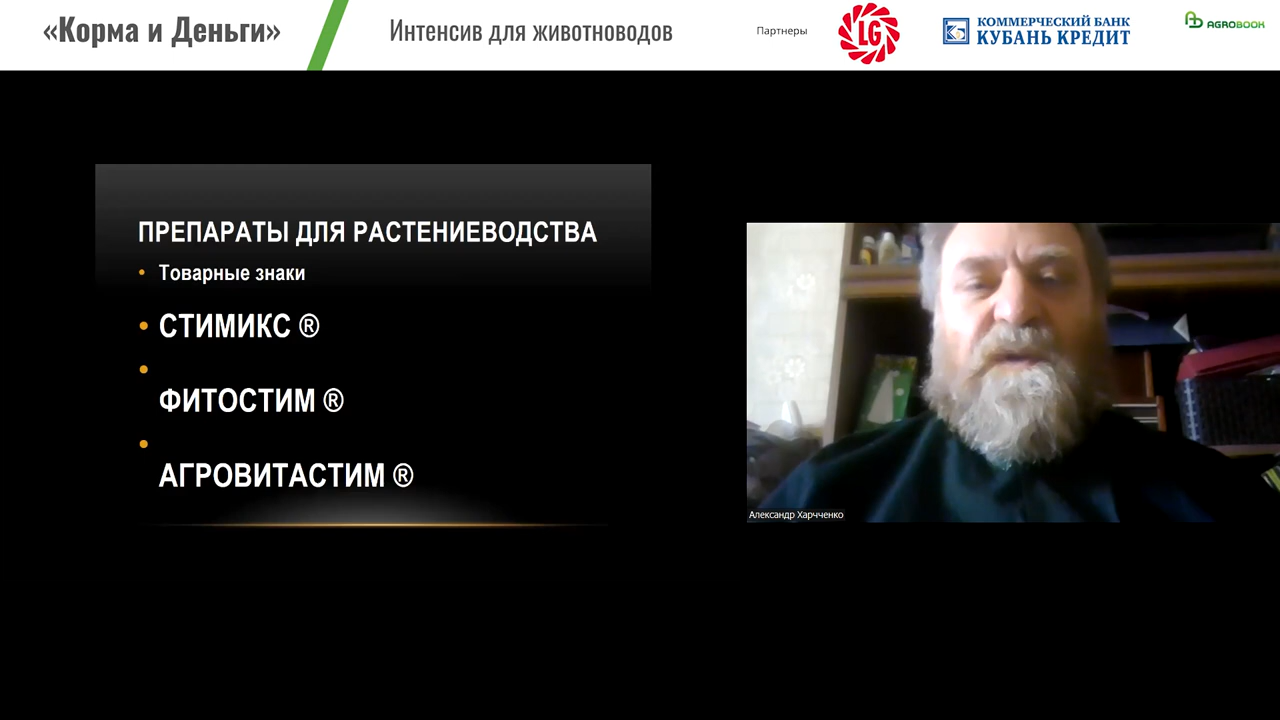 «Корма и Деньги»
Интенсив для животноводов
Партнеры
LG
КОММЕРЧЕСКИЙ БАНК
КУБАНЬ КРЕДИТ
AGROBOOK
ПРЕПАРАТЫ ДЛЯ РАСТЕНИЕВОДСТВА
• Товарные знаки
• СТИМИКС ®
•
ФИТОСТИМ ®
•
АГРОВИТАСТИМ ®
Александр Харчченко